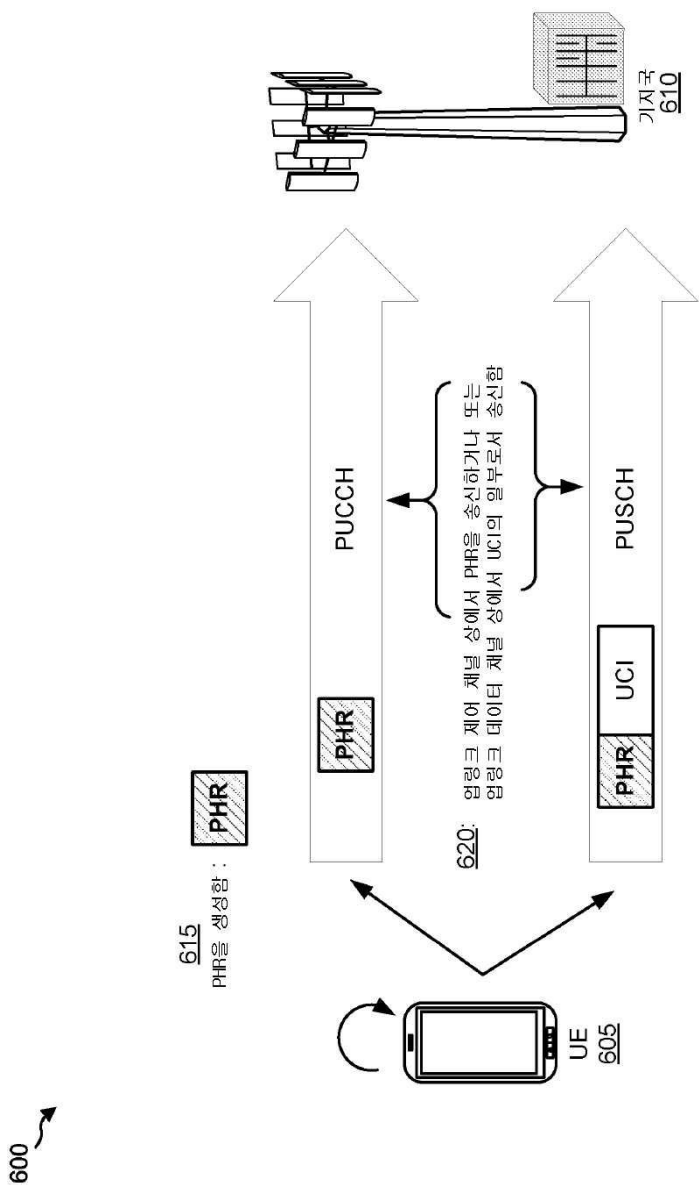 600
615
PHR을 생성함 :
PHR
PHR
PUCCH
620:
업링크 제어 채널 상에서 PHR을 송신하거나 또는
업링크 데이터 채널 상에서 UCI의 일부로서 송신함
PHR
UCI
PUSCH
UE
605
기지국
610